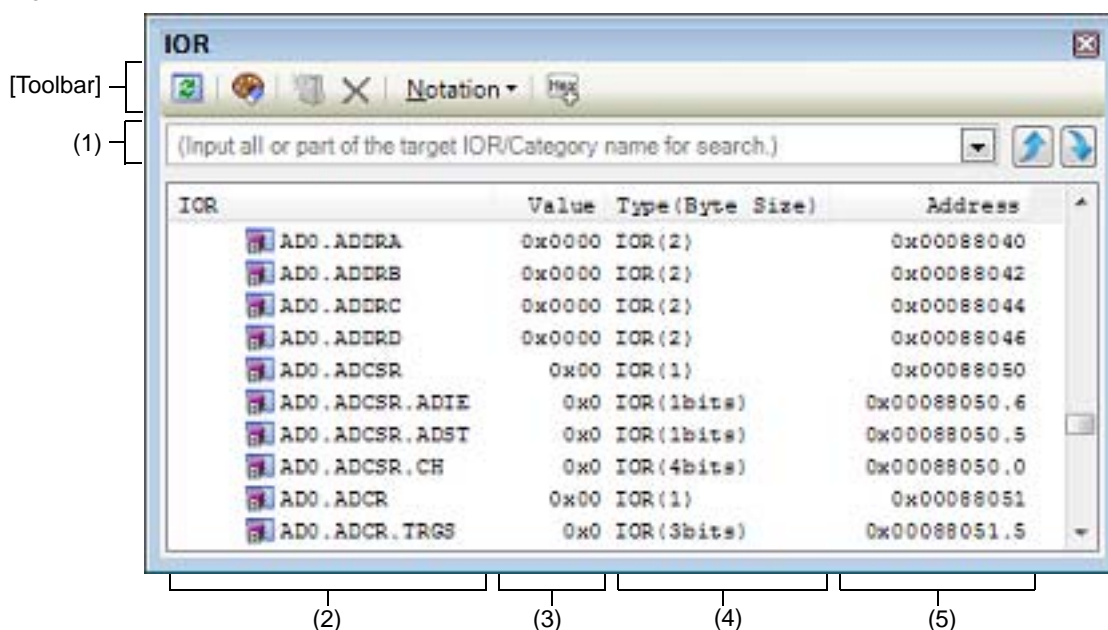 IOR
[Toolbar]
Notation
Hex
(1)
(Input all or part of the target IOR/Category name for search.)
IOR Value Type(Byte Size) Address
AD0.ADDRA 0x0000 IOR(2) 0x00088040
AD0.ADDRB 0x0000 IOR(2) 0x00088042
AD0.ADDRC 0x0000 IOR(2) 0x00088044
AD0.ADDRD 0x0000 IOR(2) 0x00088046
AD0.ADCSR 0x00 IOR(1) 0x00088050
AD0.ADCSR.ADIE 0x0 IOR(1bits) 0x00088050.6
AD0.ADCSR.ADST 0x0 IOR(1bits) 0x00088050.5
AD0.ADCSR.CH 0x0 IOR(4bits) 0x00088050.0
AD0.ADCR 0x00 IOR(1) 0x00088051
AD0.ADCR.TRGS 0x0 IOR(3bits) 0x00088051.5
(2) (3) (4) (5)